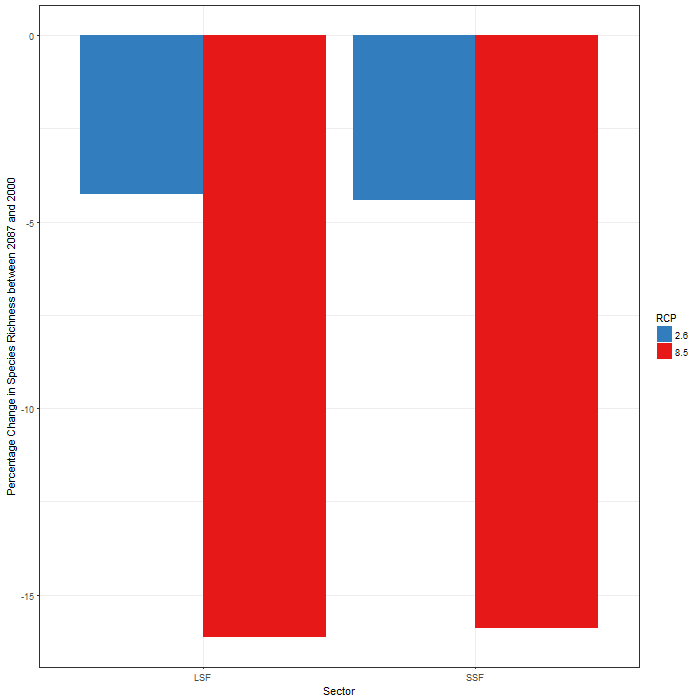 Percentage Change in Species Richness between 2087 and 2000
0
-5
-10
-15
LSF
SSF
Sector
RCP
2.6
8.5